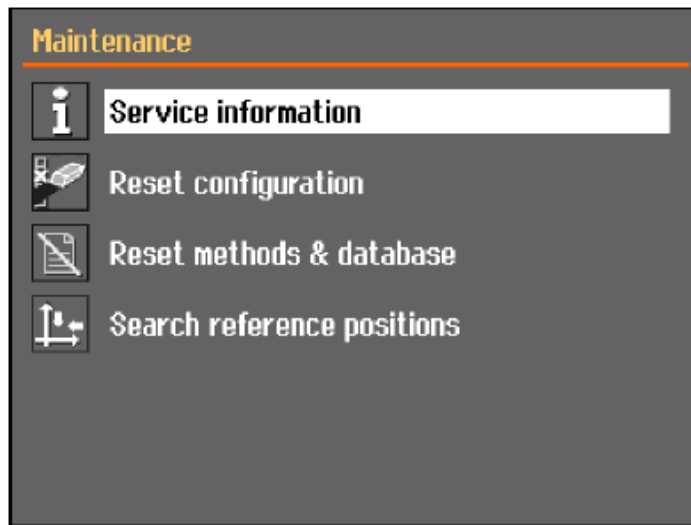 Maintenance
Service information
Reset configuration
Reset methods & database
Search reference positions